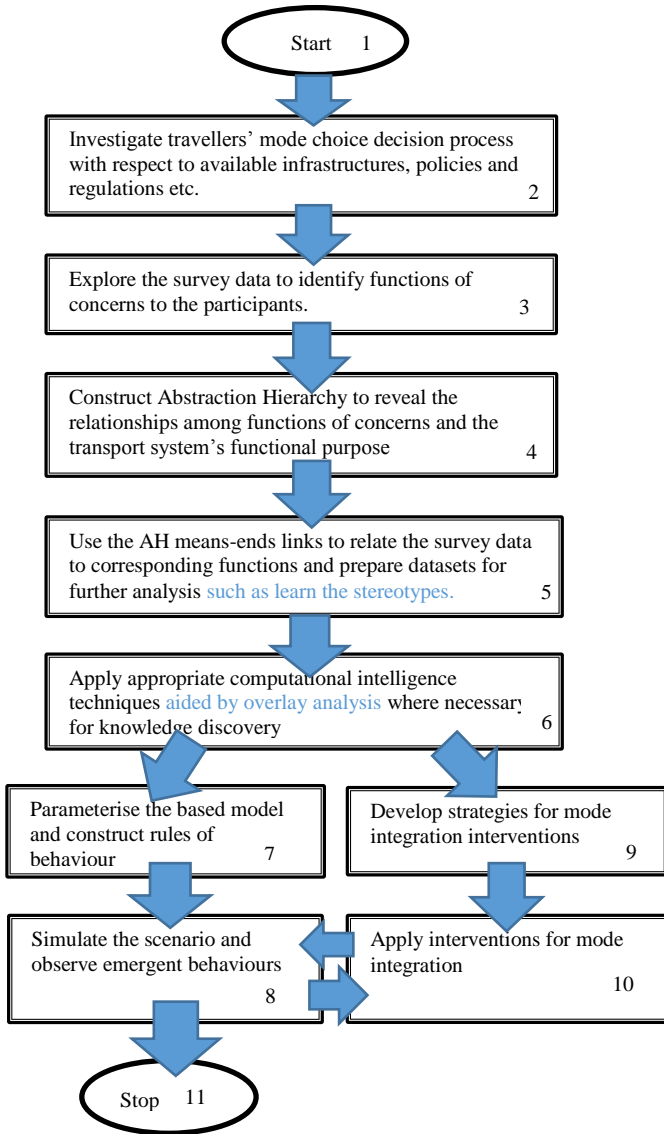 Start 1
Investigate travellers’ mode choice decision process
with respect to available infrastructures, policies and
regulations etc.
2
Explore the survey data to identify functions of
concerns to the participants.
3
Construct Abstraction Hierarchy to reveal the
relationships among functions of concerns and the
transport system’s functional purpose
4
Use the AH means-ends links to relate the survey data
to corresponding functions and prepare datasets for
further analysis such as learn the stereotypes.
5
Apply appropriate computational intelligence
techniques aided by overlay analysis where necessary
for knowledge discovery
6
Parameterise the based model
and construct rules of
behaviour
7
Develop strategies for mode
integration interventions
9
Simulate the scenario and
observe emergent behaviours
8
Apply interventions for mode
integration
10
Stop 11